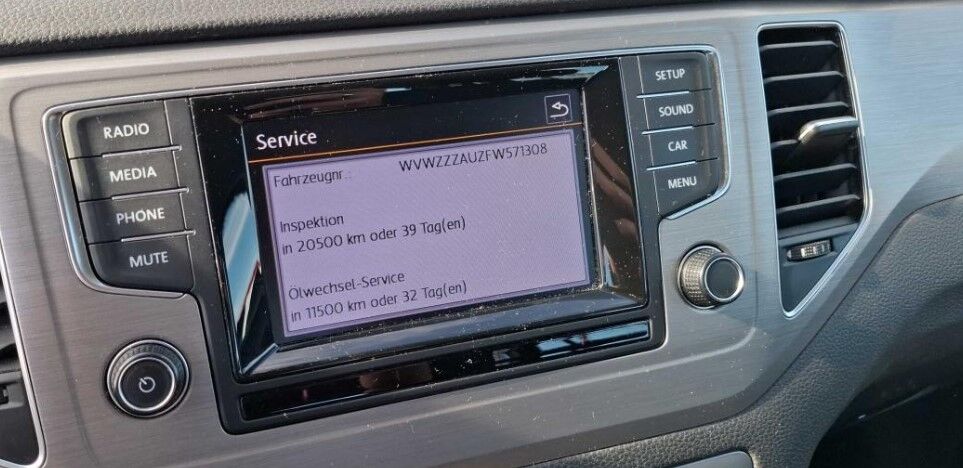 RADIO
MEDIA
PHONE
MUTE
Service
Fahrzeugnr.: WVWZZZAUZFW571308
Inspektion
in 20500 km oder 39 Tag(en)
Ölwechsel-Service
in 11500 km oder 32 Tag(en)
SETUP
SOUND
CAR
MENU